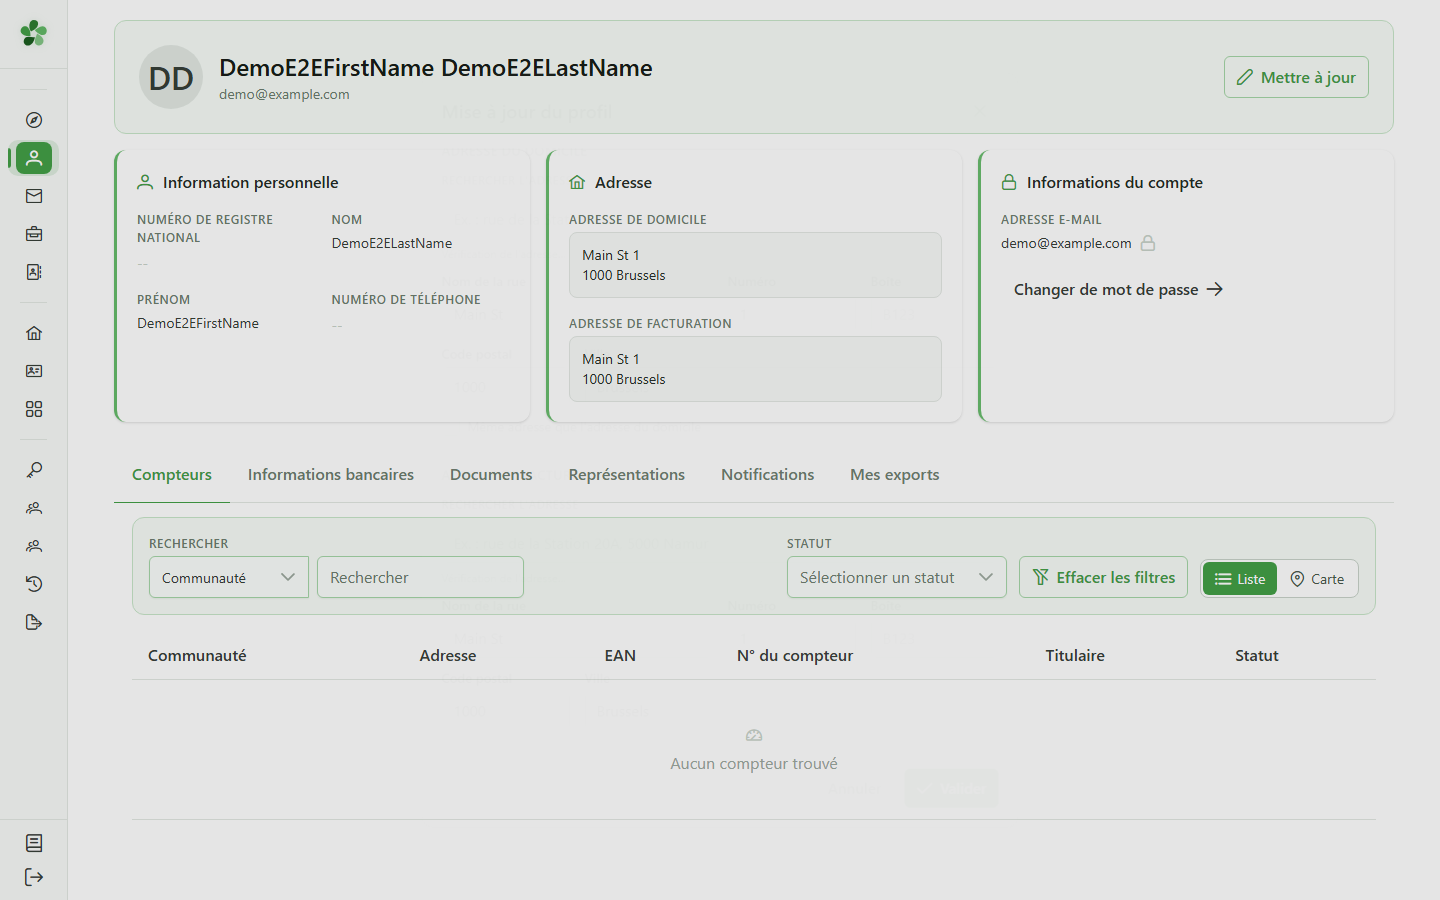 DD
DemoE2EFirstName DemoE2ELastName
demo@example.com
Mettre à jour
Mise à jour du profil
Information personnelle
NUMÉRO DE REGISTRE
NATIONAL
--
NOM
DemoE2ELastName
PRÉNOM
DemoE2EFirstName
NUMÉRO DE TÉLÉPHONE
--
Adresse
ADRESSE DE DOMICILE
Main St 1
1000 Brussels
ADRESSE DE FACTURATION
Main St 1
1000 Brussels
Informations du compte
ADRESSE E-MAIL
demo@example.com
Changer de mot de passe
Compteurs
Informations bancaires
Documents
Représentations
Notifications
Mes exports
RECHERCHER
Communauté
Rechercher
STATUT
Sélectionner un statut
Effacer les filtres
Liste
Carte
Communauté
Adresse
EAN
N° du compteur
Titulaire
Statut
Aucun compteur trouvé